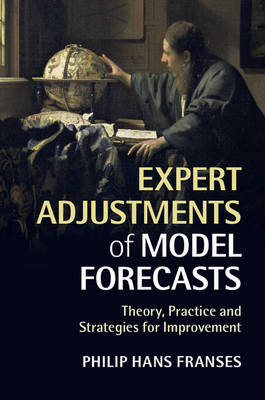 EXPERT
ADJUSTMENTS
of MODEL
FORECASTS
Theory, Practice and
Strategies for Improvement
PHILIP HANS FRANSES